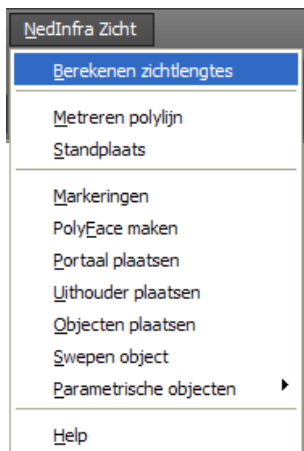 NedInfra Zicht
Berekenen zichtlengtes
Metreren polylijn
Standplaats
Markeringen
PolyFace maken
Portaal plaatsen
Uithouder plaatsen
Objecten plaatsen
Swepen object
Parametrische objecten
Help